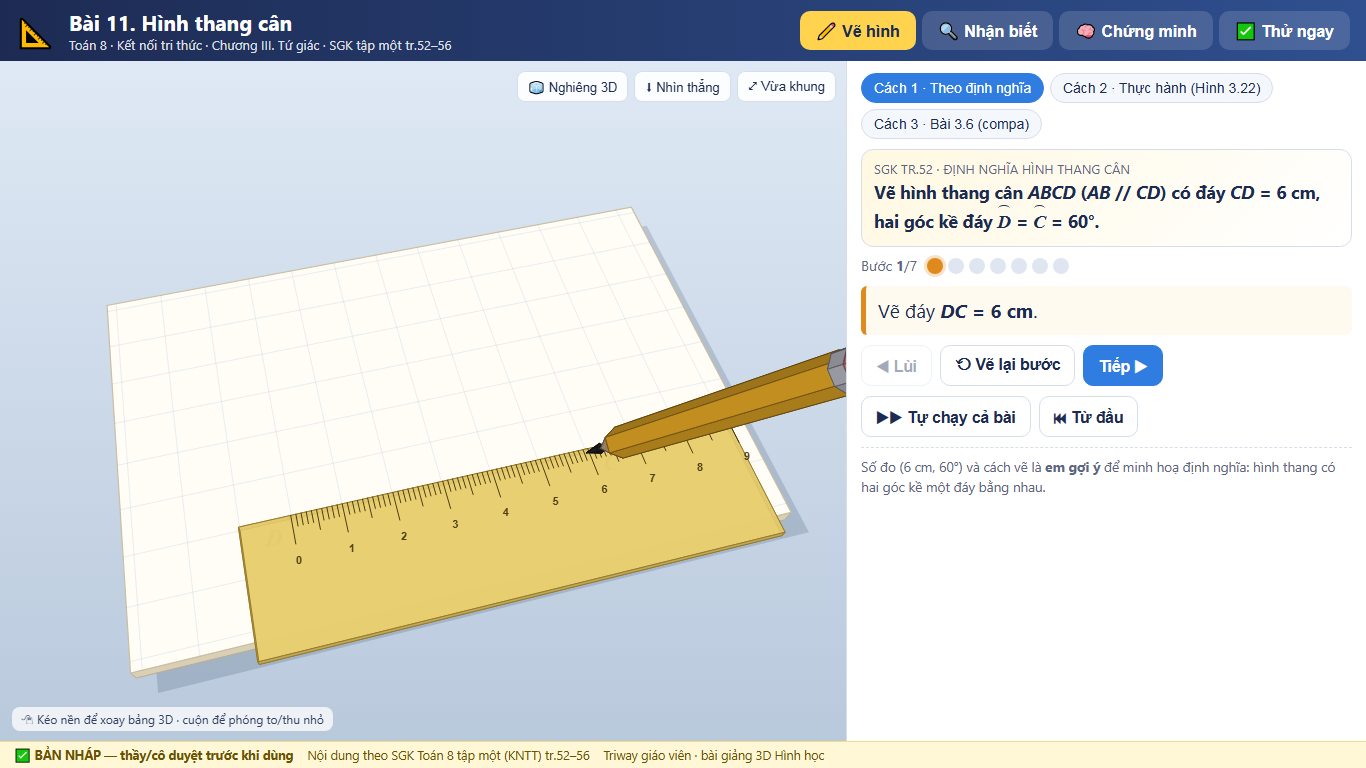 Bài 11. Hình thang cân
Toán 8 · Kết nối tri thức · Chương III. Tứ giác · SGK tập một tr.52–56
Vẽ hình
Nhận biết
Chứng minh
Thử ngay
Nghiêng 3D
Nhìn thẳng
Vừa khung
Cách 1 · Theo định nghĩa
Cách 2 · Thực hành (Hình 3.22)
Cách 3 · Bài 3.6 (compa)
SGK TR.52 · ĐỊNH NGHĨA HÌNH THANG CÂN
Vẽ hình thang cân ABCD (AB // CD) có đáy CD = 6 cm,
hai góc kề đáy D̂ = Ĉ = 60°.
Bước 1/7
Vẽ đáy DC = 6 cm.
◀ Lùi
Vẽ lại bước
Tiếp ▶
▶▶ Tự chạy cả bài
⏮ Từ đầu
Số đo (6 cm, 60°) và cách vẽ là em gợi ý để minh hoạ định nghĩa: hình thang có
hai góc kề một đáy bằng nhau.
0 1 2 3 4 5 6 7 8 9
Kéo nền để xoay bảng 3D · cuộn để phóng to/thu nhỏ
BẢN NHÁP — thầy/cô duyệt trước khi dùng Nội dung theo SGK Toán 8 tập một (KNTT) tr.52–56 Triway giáo viên · bài giảng 3D Hình học